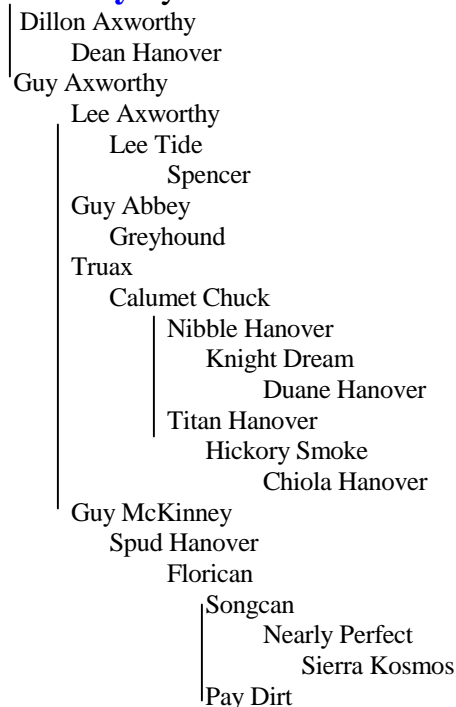 Dillon Axworthy
Dean Hanover
Guy Axworthy
Lee Axworthy
Lee Tide
Spencer
Guy Abbey
Greyhound
Truax
Calumet Chuck
Nibble Hanover
Knight Dream
Duane Hanover
Titan Hanover
Hickory Smoke
Chiola Hanover
Guy McKinney
Spud Hanover
Florican
Songcan
Nearly Perfect
Sierra Kosmos
Pay Dirt